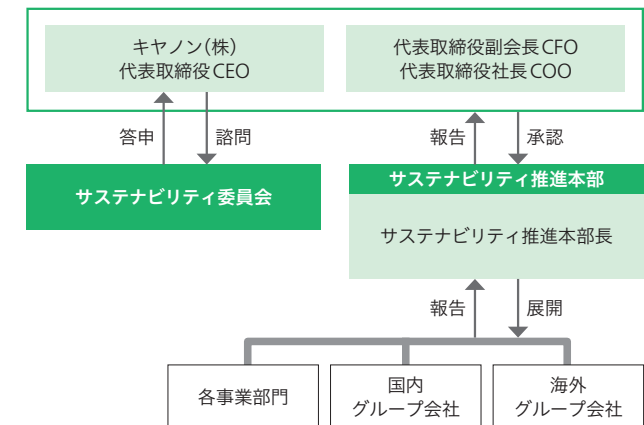 キヤノン(株)
代表取締役CEO
代表取締役副会長CFO
代表取締役社長COO
答申
諮問
報告
承認
サステナビリティ委員会
サステナビリティ推進本部
サステナビリティ推進本部長
報告
展開
各事業部門
国内
グループ会社
海外
グループ会社